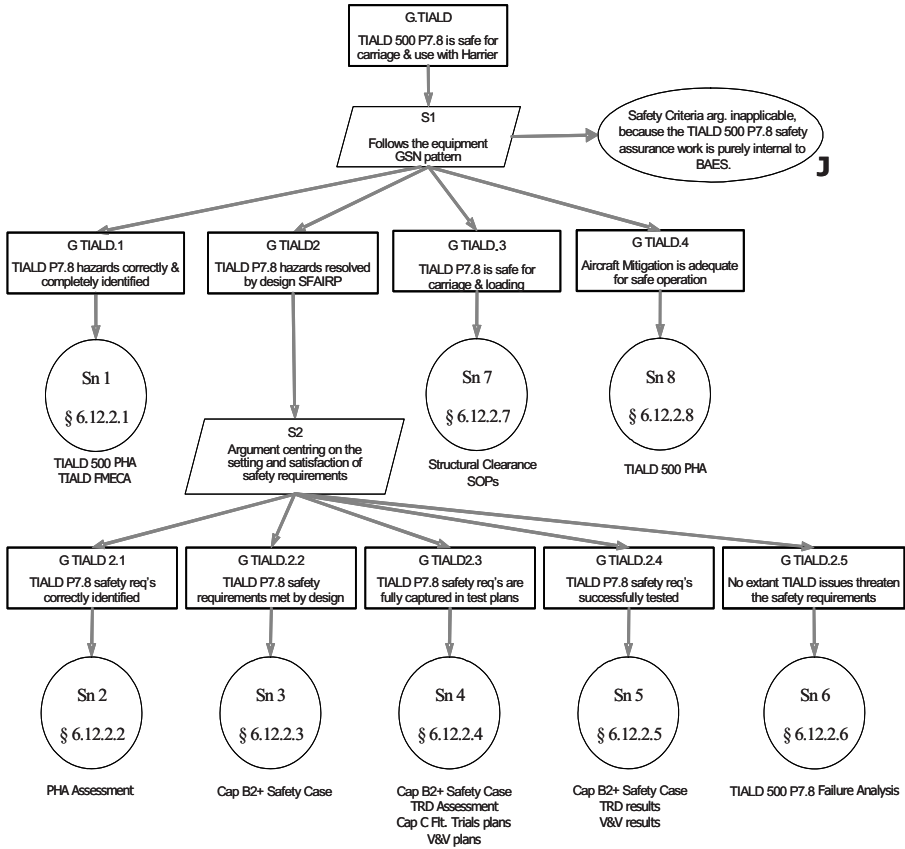 G.TIALD
TIALD 500 P7.8 is safe for
carriage & use with Harrier
S1
Follows the equipment
GSN pattern
Safety Criteria arg. inapplicable,
because the TIALD 500 P7.8 safety
assurance work is purely internal to
BAES.
J
G TIALD.1
TIALD P7.8 hazards correctly &
completely identified
G TIALD2
TIALD P7.8 hazards resolved
by design SFAIRP
G TIALD.3
TIALD P7.8 is safe for
carriage & loading
G TIALD.4
Aircraft Mitigation is adequate
for safe operation
Sn 1
§ 6.12.2.1
TIALD 500 PHA
TIALD FMECA
Sn 7
§ 6.12.2.7
Structural Clearance
SOPs
Sn 8
§ 6.12.2.8
TIALD 500 PHA
S2
Argument centring on the
setting and satisfaction of
safety requirements
G TIALD 2.1
TIALD P7.8 safety req's
correctly identified
G TIALD.2.2
TIALD P7.8 safety
requirements met by design
G TIALD2.3
TIALD P7.8 safety req's are
fully captured in test plans
G TIALD.2.4
TIALD P7.8 safety req's
successfully tested
G TIALD.2.5
No extant TIALD issues threaten
the safety requirements
Sn 2
§ 6.12.2.2
PHA Assessment
Sn 3
§ 6.12.2.3
Cap B2+ Safety Case
Sn 4
§ 6.12.2.4
Cap B2+ Safety Case
TRD Assessment
Cap C Flt. Trials plans
V&V plans
Sn 5
§ 6.12.2.5
Cap B2+ Safety Case
TRD results
V&V results
Sn 6
§ 6.12.2.6
TIALD 500 P7.8 Failure Analysis